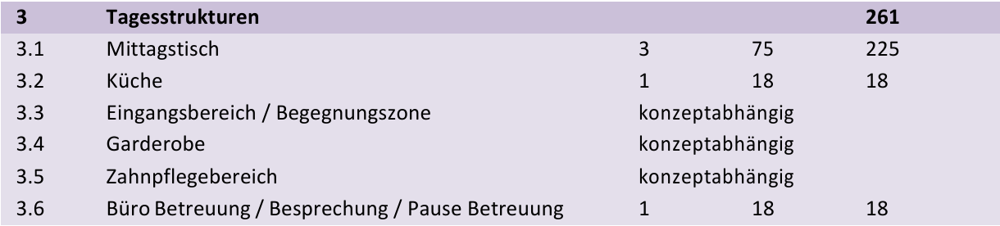 3 Tagesstrukturen 261
3.1 Mittagstisch 3 75 225
3.2 Küche 1 18 18
3.3 Eingangsbereich / Begegnungszone konzeptabhängig
3.4 Garderobe konzeptabhängig
3.5 Zahnpflegebereich konzeptabhängig
3.6 Büro Betreuung / Besprechung / Pause Betreuung 1 18 18